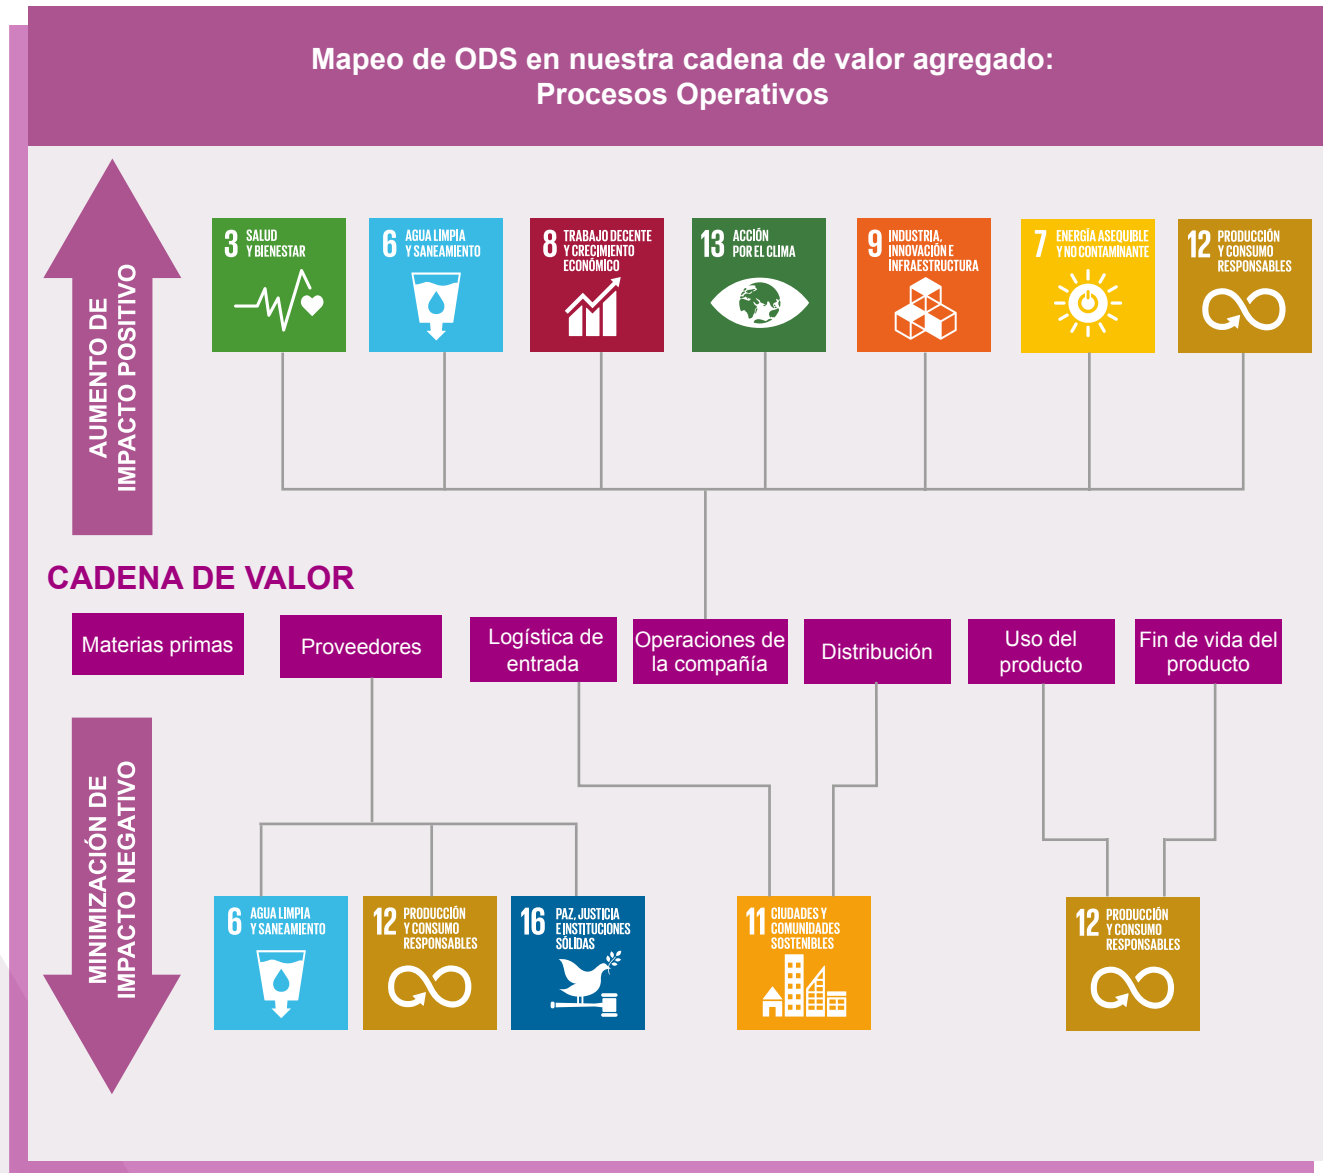 Mapeo de ODS en nuestra cadena de valor agregado:
Procesos Operativos
AUMENTO DE
IMPACTO POSITIVO
3 SALUD
Y BIENESTAR
6 AGUA LIMPIA
Y SANEAMIENTO
8 TRABAJO DECENTE
Y CRECIMIENTO
ECONÓMICO
13 ACCIÓN
POR EL CLIMA
9 INDUSTRIA,
INNOVACIÓN E
INFRAESTRUCTURA
7 ENERGÍA ASEQUIBLE
Y NO CONTAMINANTE
12 PRODUCCIÓN
Y CONSUMO
RESPONSABLES
CADENA DE VALOR
Materias primas
Proveedores
Logística de
entrada
Operaciones de
la compañía
Distribución
Uso del
producto
Fin de vida del
producto
MINIMIZACIÓN DE
IMPACTO NEGATIVO
6 AGUA LIMPIA
Y SANEAMIENTO
12 PRODUCCIÓN
Y CONSUMO
RESPONSABLES
16 PAZ, JUSTICIA
E INSTITUCIONES
SÓLIDAS
11 CIUDADES Y
COMUNIDADES
SOSTENIBLES
12 PRODUCCIÓN
Y CONSUMO
RESPONSABLES